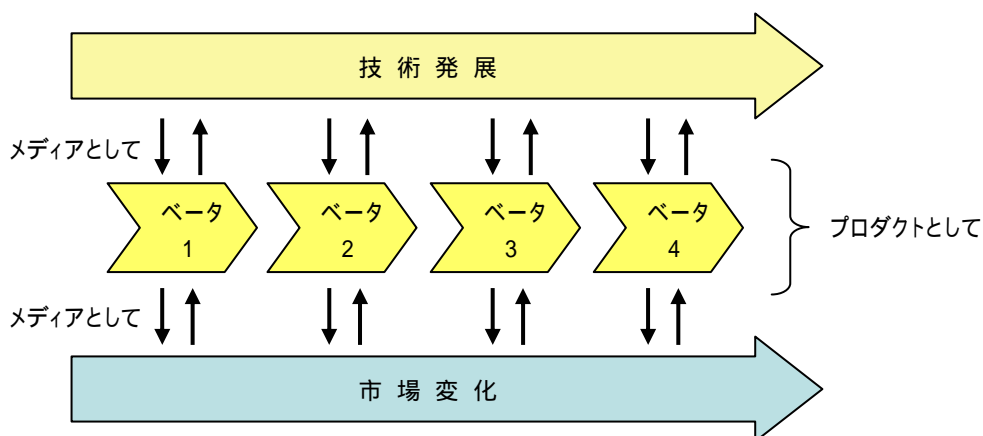 技術発展
メディアとして
ベータ
1
ベータ
2
ベータ
3
ベータ
4
プロダクトとして
メディアとして
市場変化